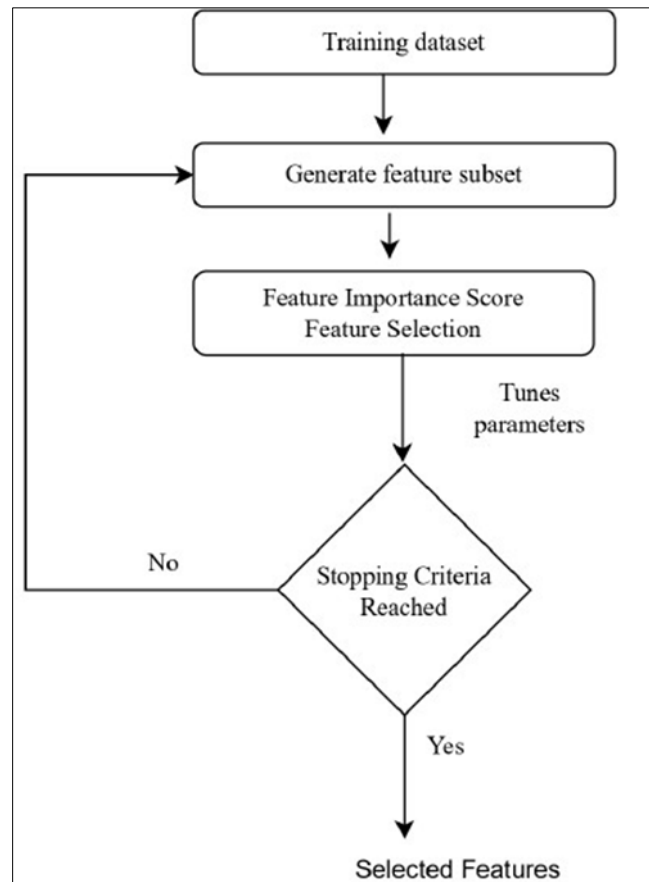 Training dataset
Generate feature subset
Feature Importance Score
Feature Selection
Tunes
parameters
No
Stopping Criteria
Reached
Yes
Selected Features